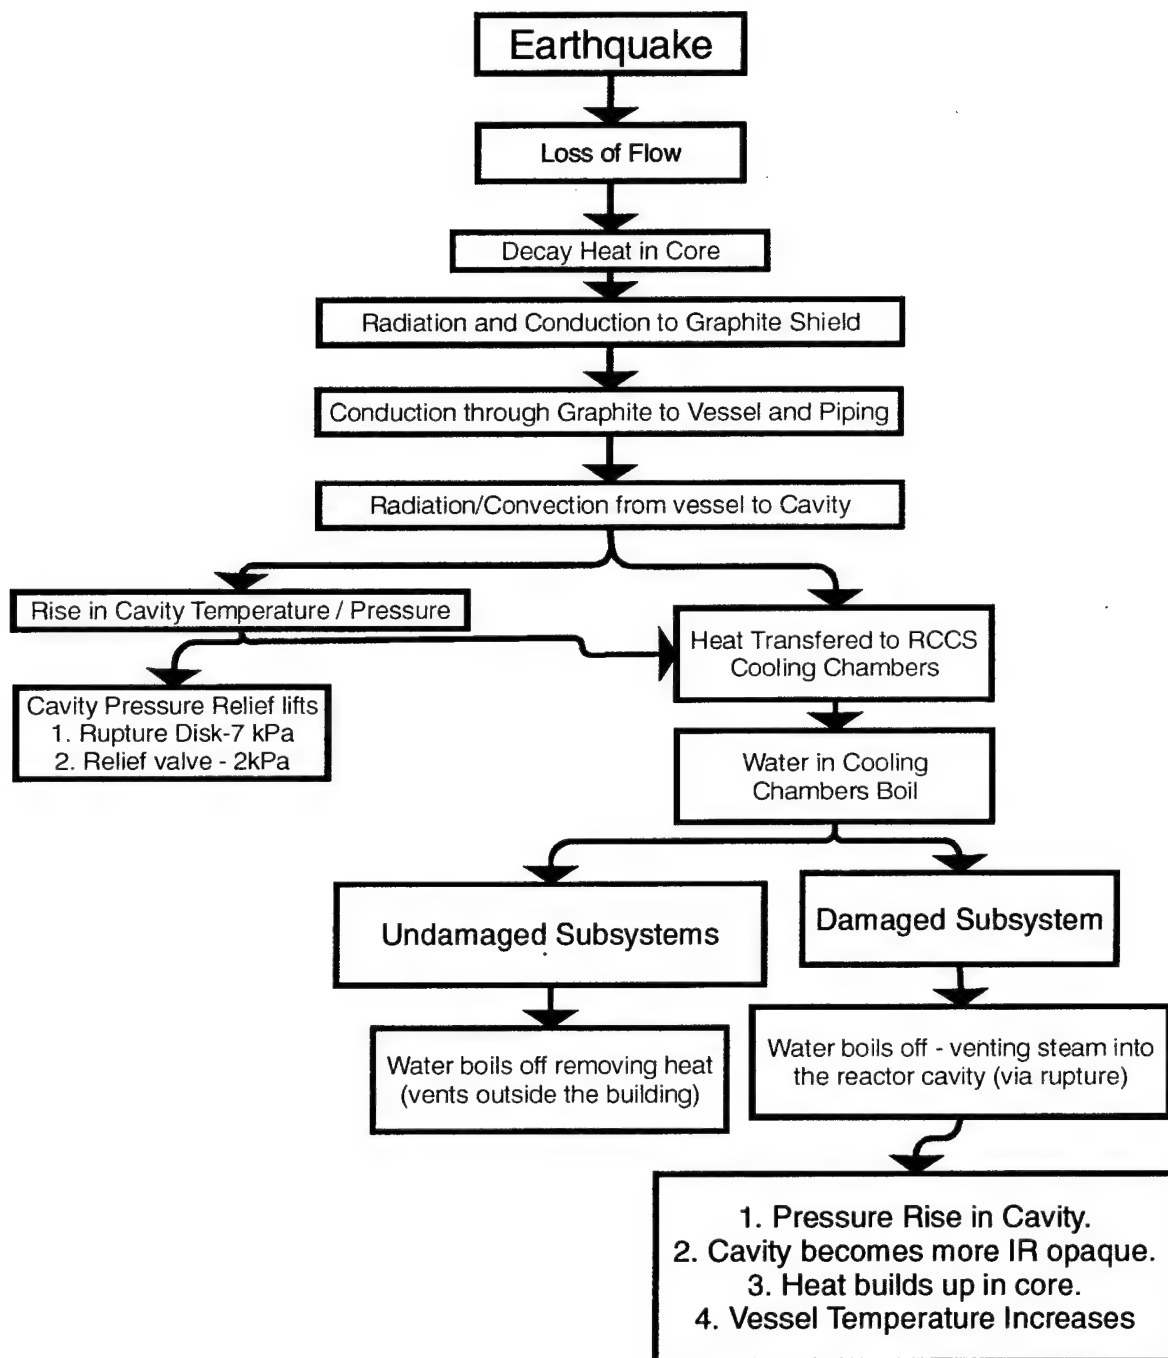 Earthquake
Loss of Flow
Decay Heat in Core
Radiation and Conduction to Graphite Shield
Conduction through Graphite to Vessel and Piping
Radiation/Convection from vessel to Cavity
Rise in Cavity Temperature / Pressure
Heat Transfered to RCCS
Cooling Chambers
Cavity Pressure Relief lifts
1. Rupture Disk-7 kPa
2. Relief valve - 2kPa
Water in Cooling
Chambers Boil
Undamaged Subsystems
Damaged Subsystem
Water boils off removing heat
(vents outside the building)
Water boils off - venting steam into
the reactor cavity (via rupture)
1. Pressure Rise in Cavity.
2. Cavity becomes more IR opaque.
3. Heat builds up in core.
4. Vessel Temperature Increases